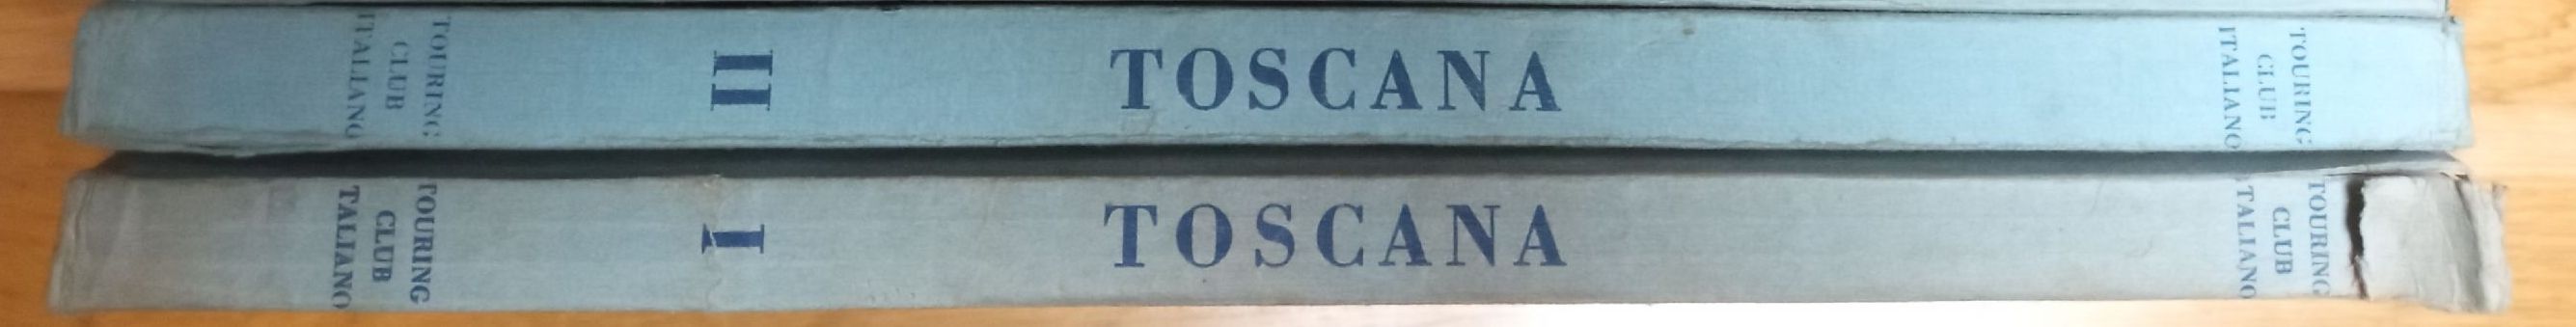 TOURING
CLUB
ITALIANO
II
TOSCANA
TOURING
CLUB
ITALIANO
TOURING
CLUB
ITALIANO
I
TOSCANA
TOURING
CLUB
ITALIANO